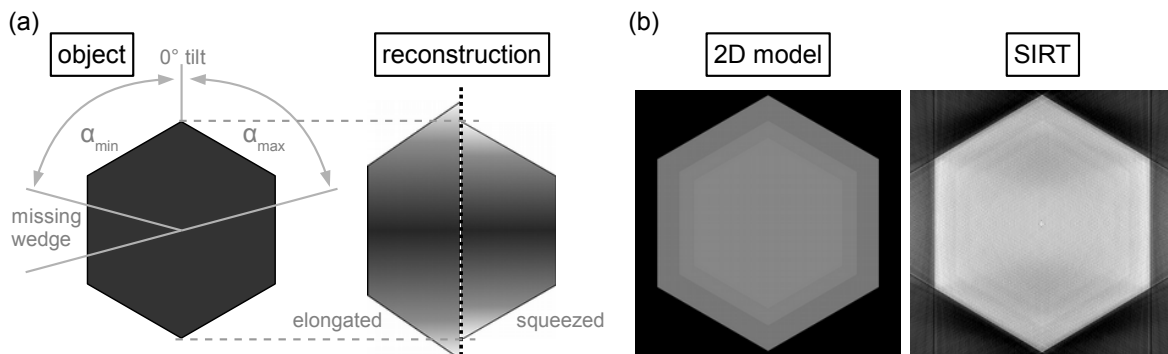 (a)
object
0° tilt
reconstruction
α_min
α_max
missing
wedge
elongated
squeezed
(b)
2D model
SIRT